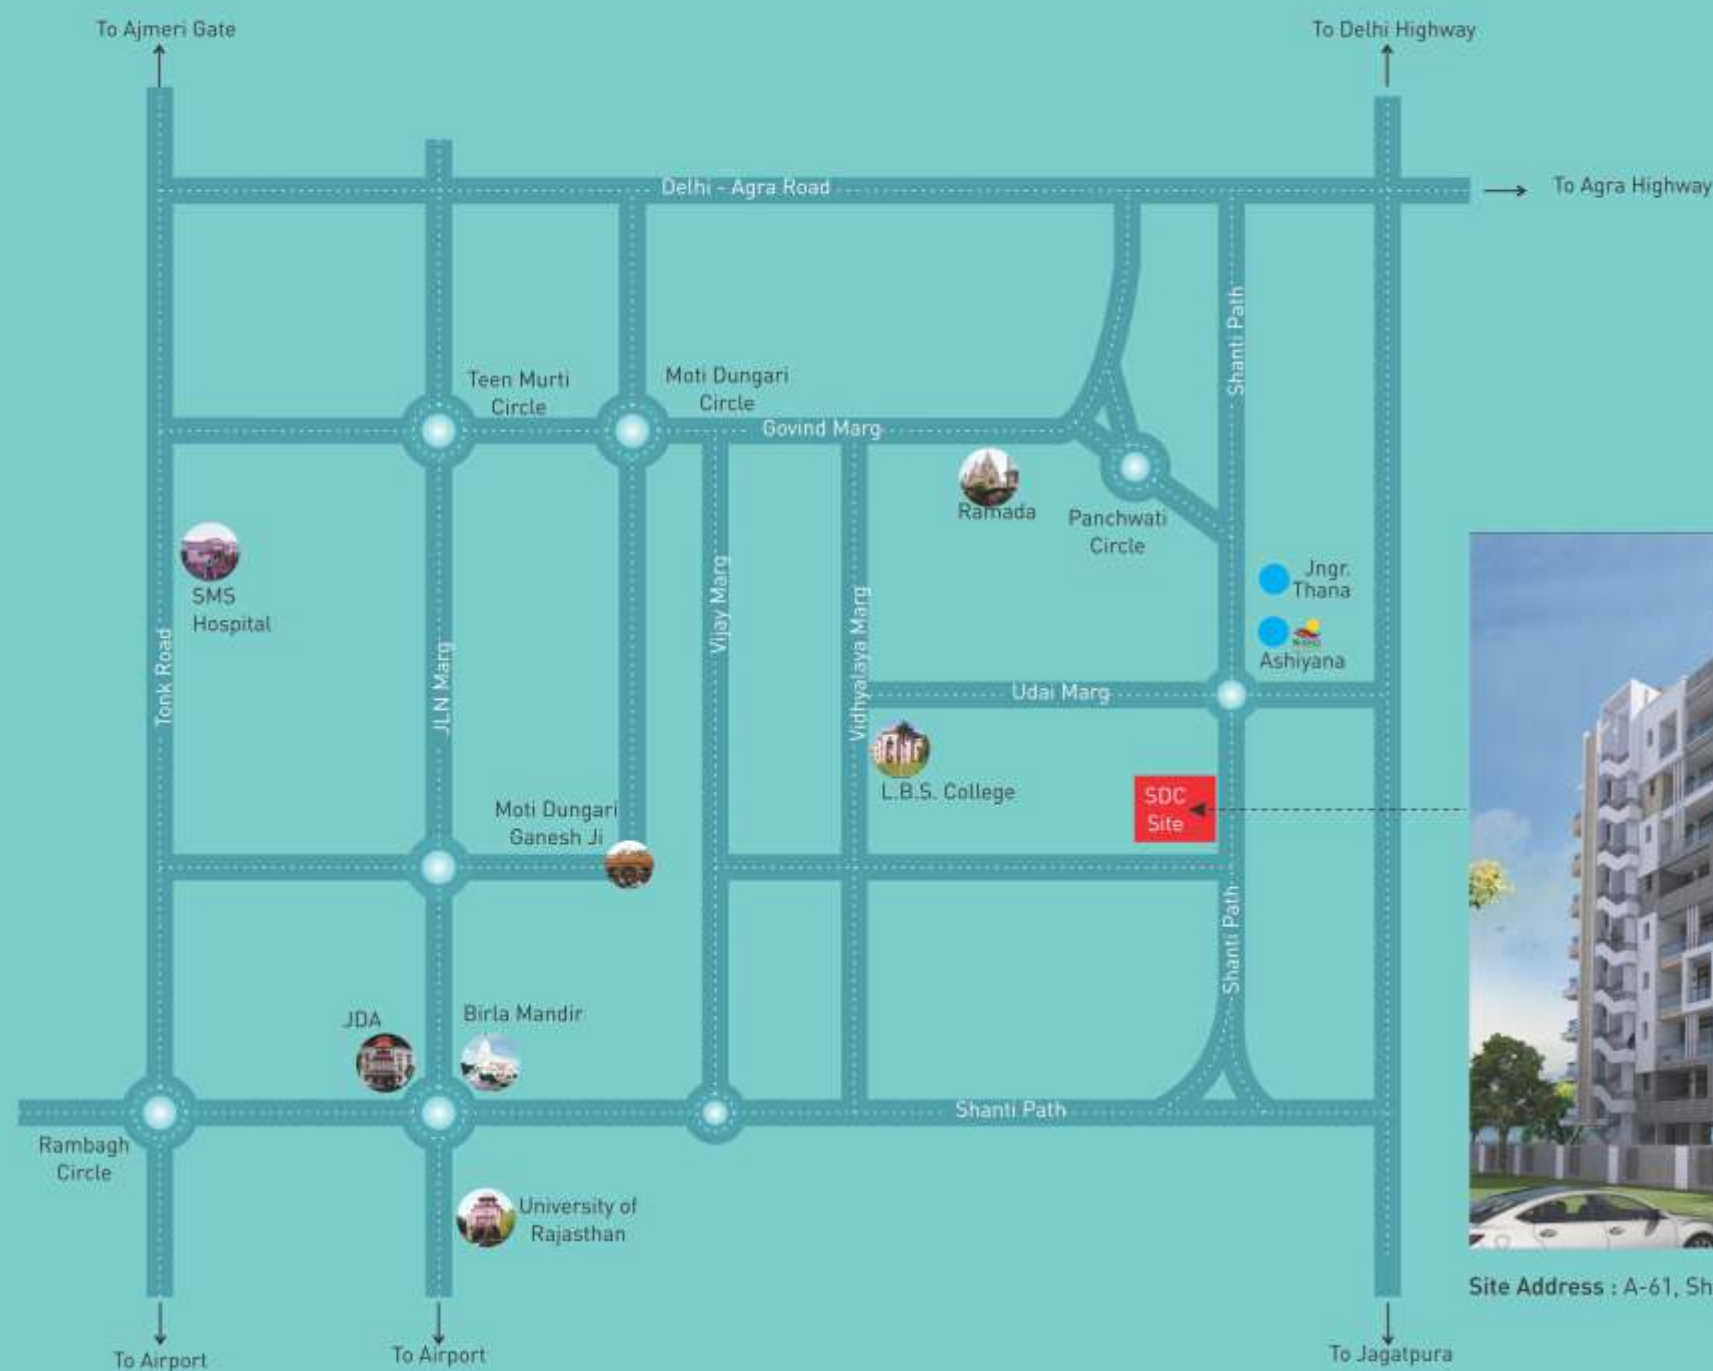 To Ajmeri Gate
To Delhi Highway
Delhi - Agra Road
To Agra Highway
Shanti Path
Teen Murti
Circle
Moti Dungari
Circle
Govind Marg
Ramada
Panchwati
Circle
SMS
Hospital
Jngr.
Thana
Ashiyana
Tonk Road
JLN Marg
Vijay Marg
Vidhyalaya Marg
Udai Marg
L.B.S. College
SDC
Site
Moti Dungari
Ganesh Ji
Shanti Path
JDA
Birla Mandir
Shanti Path
Rambagh
Circle
University of
Rajasthan
Site Address : A-61, Sh
To Airport
To Airport
To Jagatpura